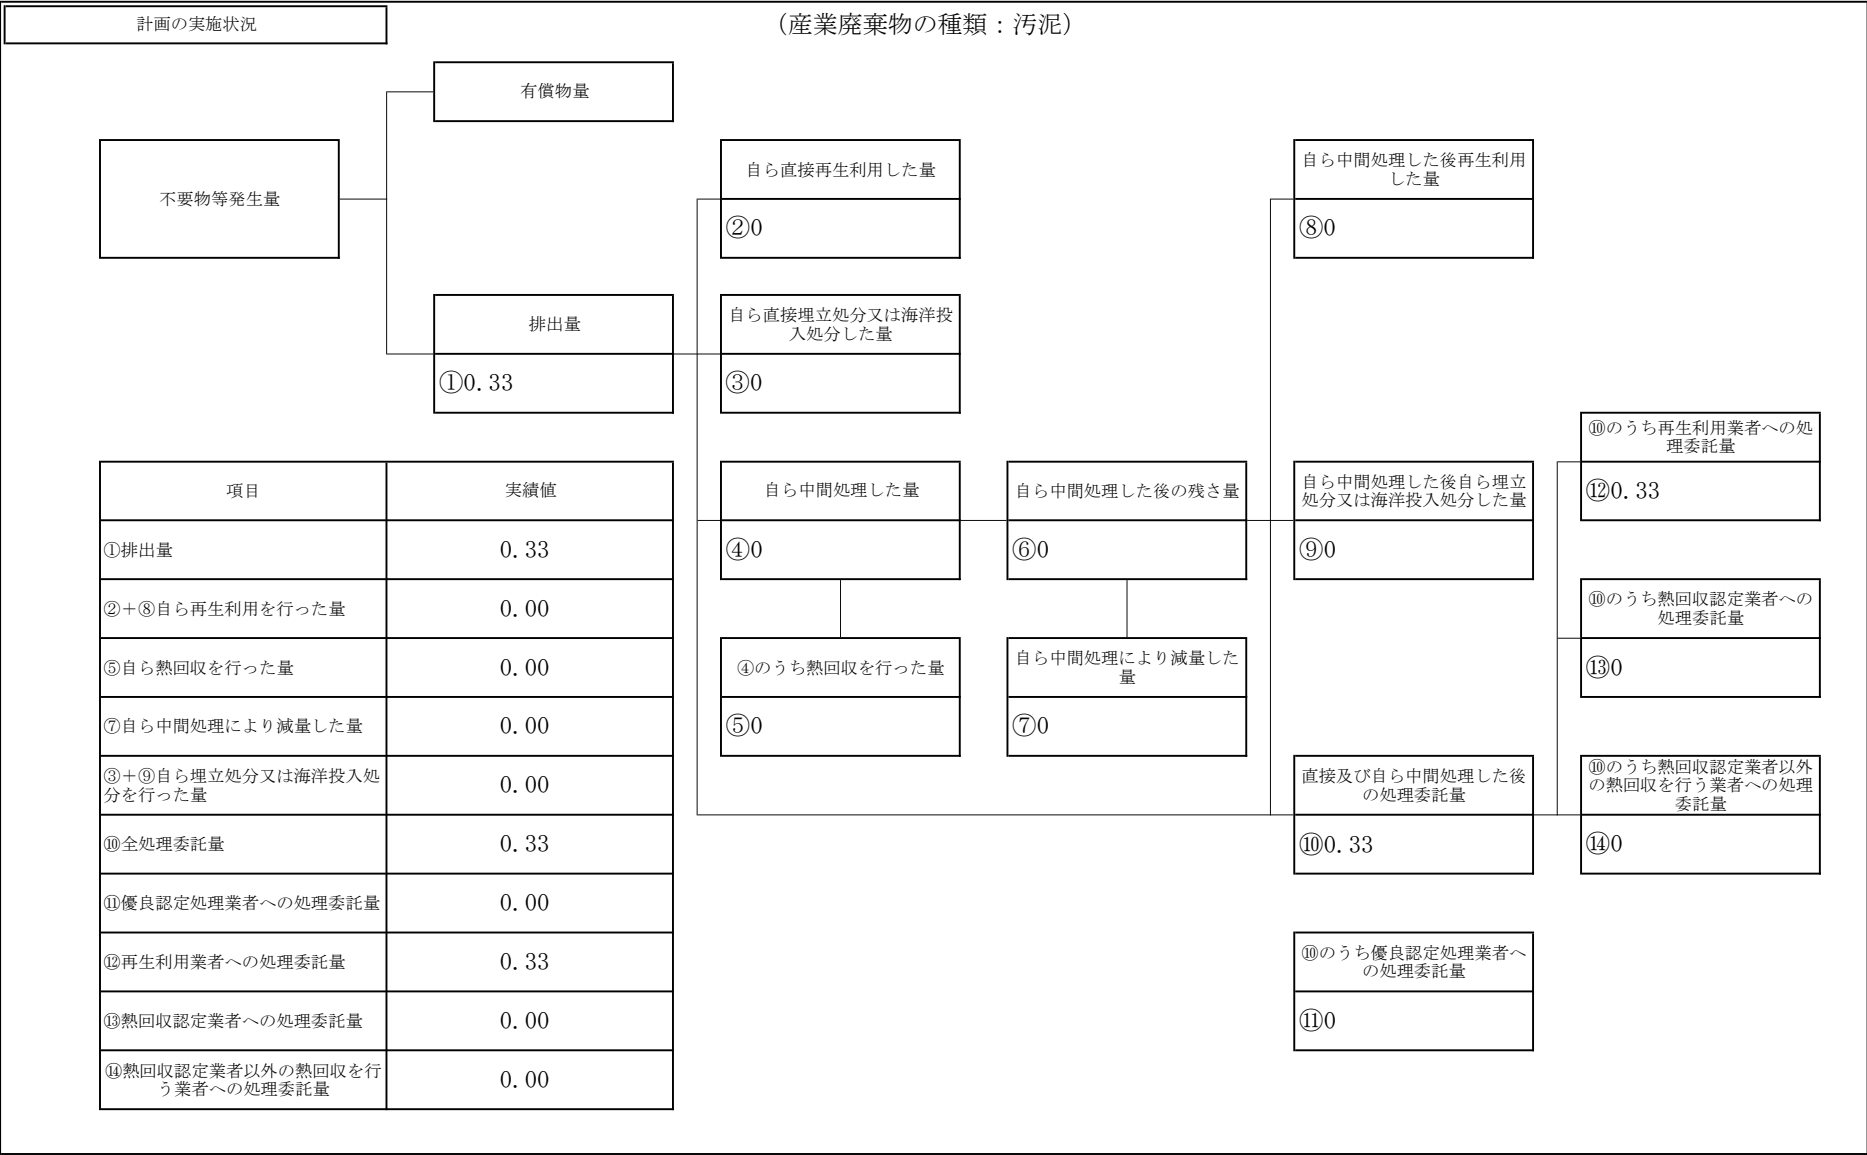 計画の実施状況
（産業廃棄物の種類：汚泥）
有償物量
不要物等発生量
排出量
①0.33
自ら直接再生利用した量
②0
自ら直接埋立処分又は海洋投
入処分した量
③0
自ら中間処理した量
④0
④のうち熱回収を行った量
⑤0
自ら中間処理した後の残さ量
⑥0
自ら中間処理により減量した
量
⑦0
自ら中間処理した後再生利用
した量
⑧0
自ら中間処理した後自ら埋立
処分又は海洋投入処分した量
⑨0
直接及び自ら中間処理した後
の処理委託量
⑩0.33
⑩のうち優良認定処理業者へ
の処理委託量
⑪0
⑩のうち再生利用業者への処
理委託量
⑫0.33
⑩のうち熱回収認定業者への
処理委託量
⑬0
⑩のうち熱回収認定業者以外
の熱回収を行う業者への処理
委託量
⑭0
項目 実績値
①排出量 0.33
②＋⑧自ら再生利用を行った量 0.00
⑤自ら熱回収を行った量 0.00
⑦自ら中間処理により減量した量 0.00
③＋⑨自ら埋立処分又は海洋投入処
分を行った量 0.00
⑩全処理委託量 0.33
⑪優良認定処理業者への処理委託量 0.00
⑫再生利用業者への処理委託量 0.33
⑬熱回収認定業者への処理委託量 0.00
⑭熱回収認定業者以外の熱回収を行
う業者への処理委託量 0.00